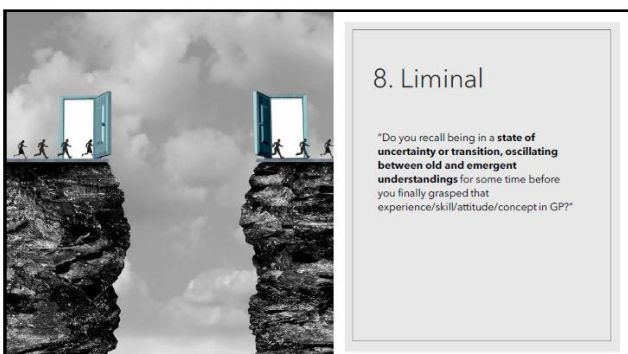 8. Liminal
"Do you recall being in a state of
uncertainty or transition, oscillating
between old and emergent
understandings for some time before
you finally grasped that
experience/skill/attitude/concept in GP?"